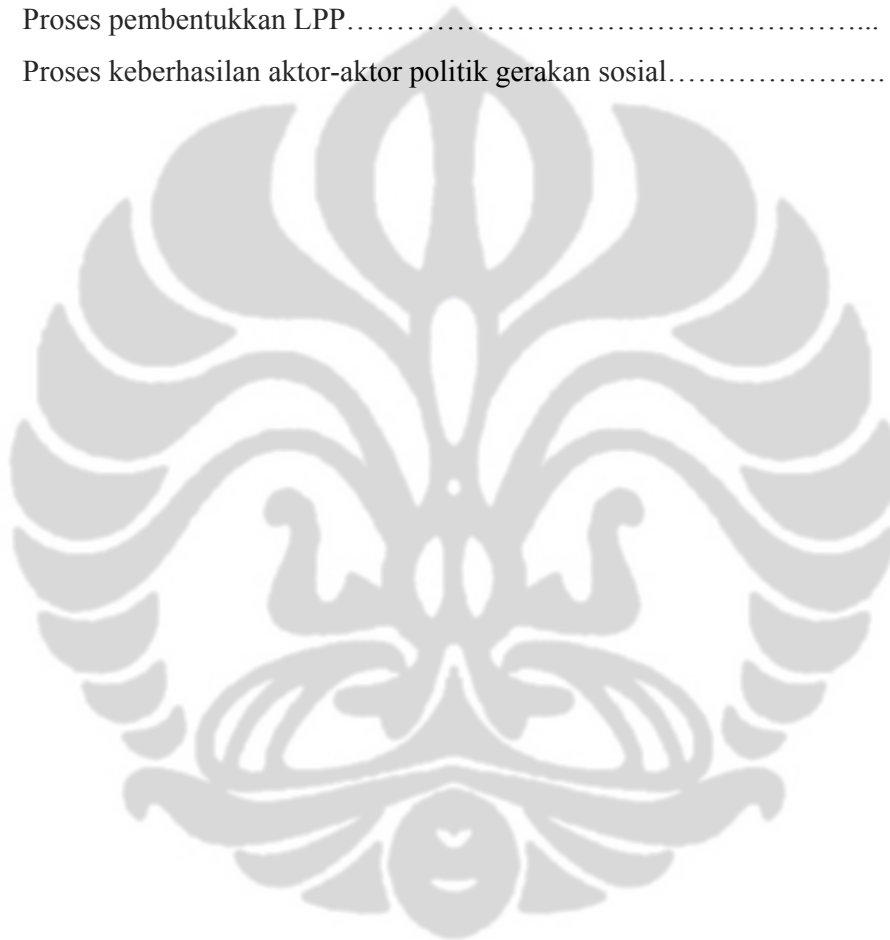 Proses pembentukkan LPP…………………………………………………...
Proses keberhasilan aktor-aktor politik gerakan sosial………………….